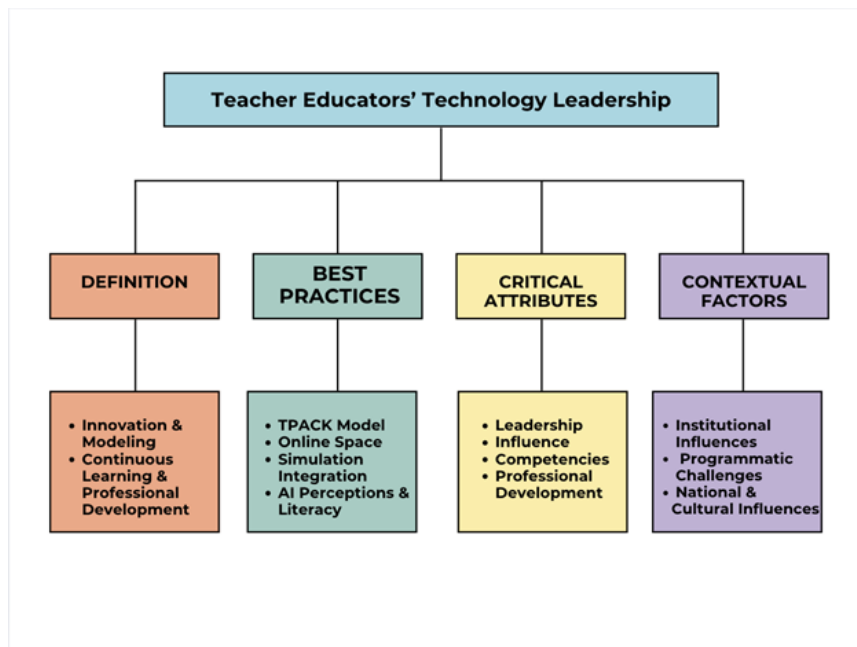 Teacher Educators’ Technology Leadership
DEFINITION
BEST
PRACTICES
CRITICAL
ATTRIBUTES
CONTEXTUAL
FACTORS
• Innovation &
Modeling
• Continuous
Learning &
Professional
Development
• TPACK Model
• Online Space
• Simulation
Integration
• AI Perceptions &
Literacy
• Leadership
• Influence
• Competencies
• Professional
Development
• Institutional
Influences
• Programmatic
Challenges
• National &
Cultural Influences